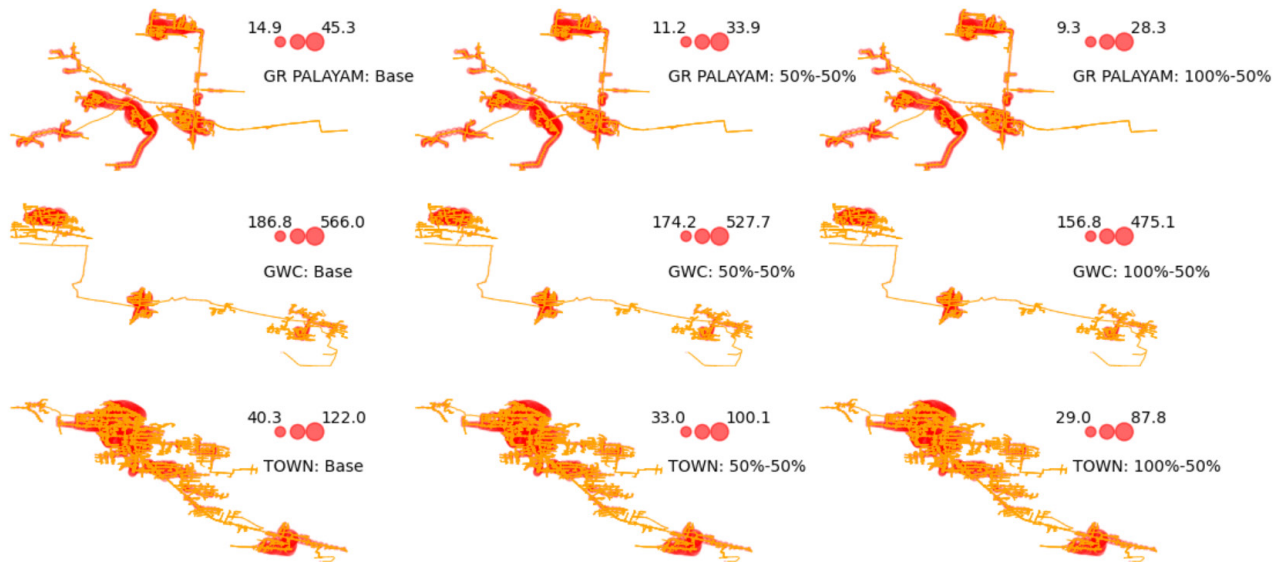 14.9 45.3
GR PALAYAM: Base
11.2 33.9
GR PALAYAM: 50%-50%
9.3 28.3
GR PALAYAM: 100%-50%
186.8 566.0
GWC: Base
174.2 527.7
GWC: 50%-50%
156.8 475.1
GWC: 100%-50%
40.3 122.0
TOWN: Base
33.0 100.1
TOWN: 50%-50%
29.0 87.8
TOWN: 100%-50%